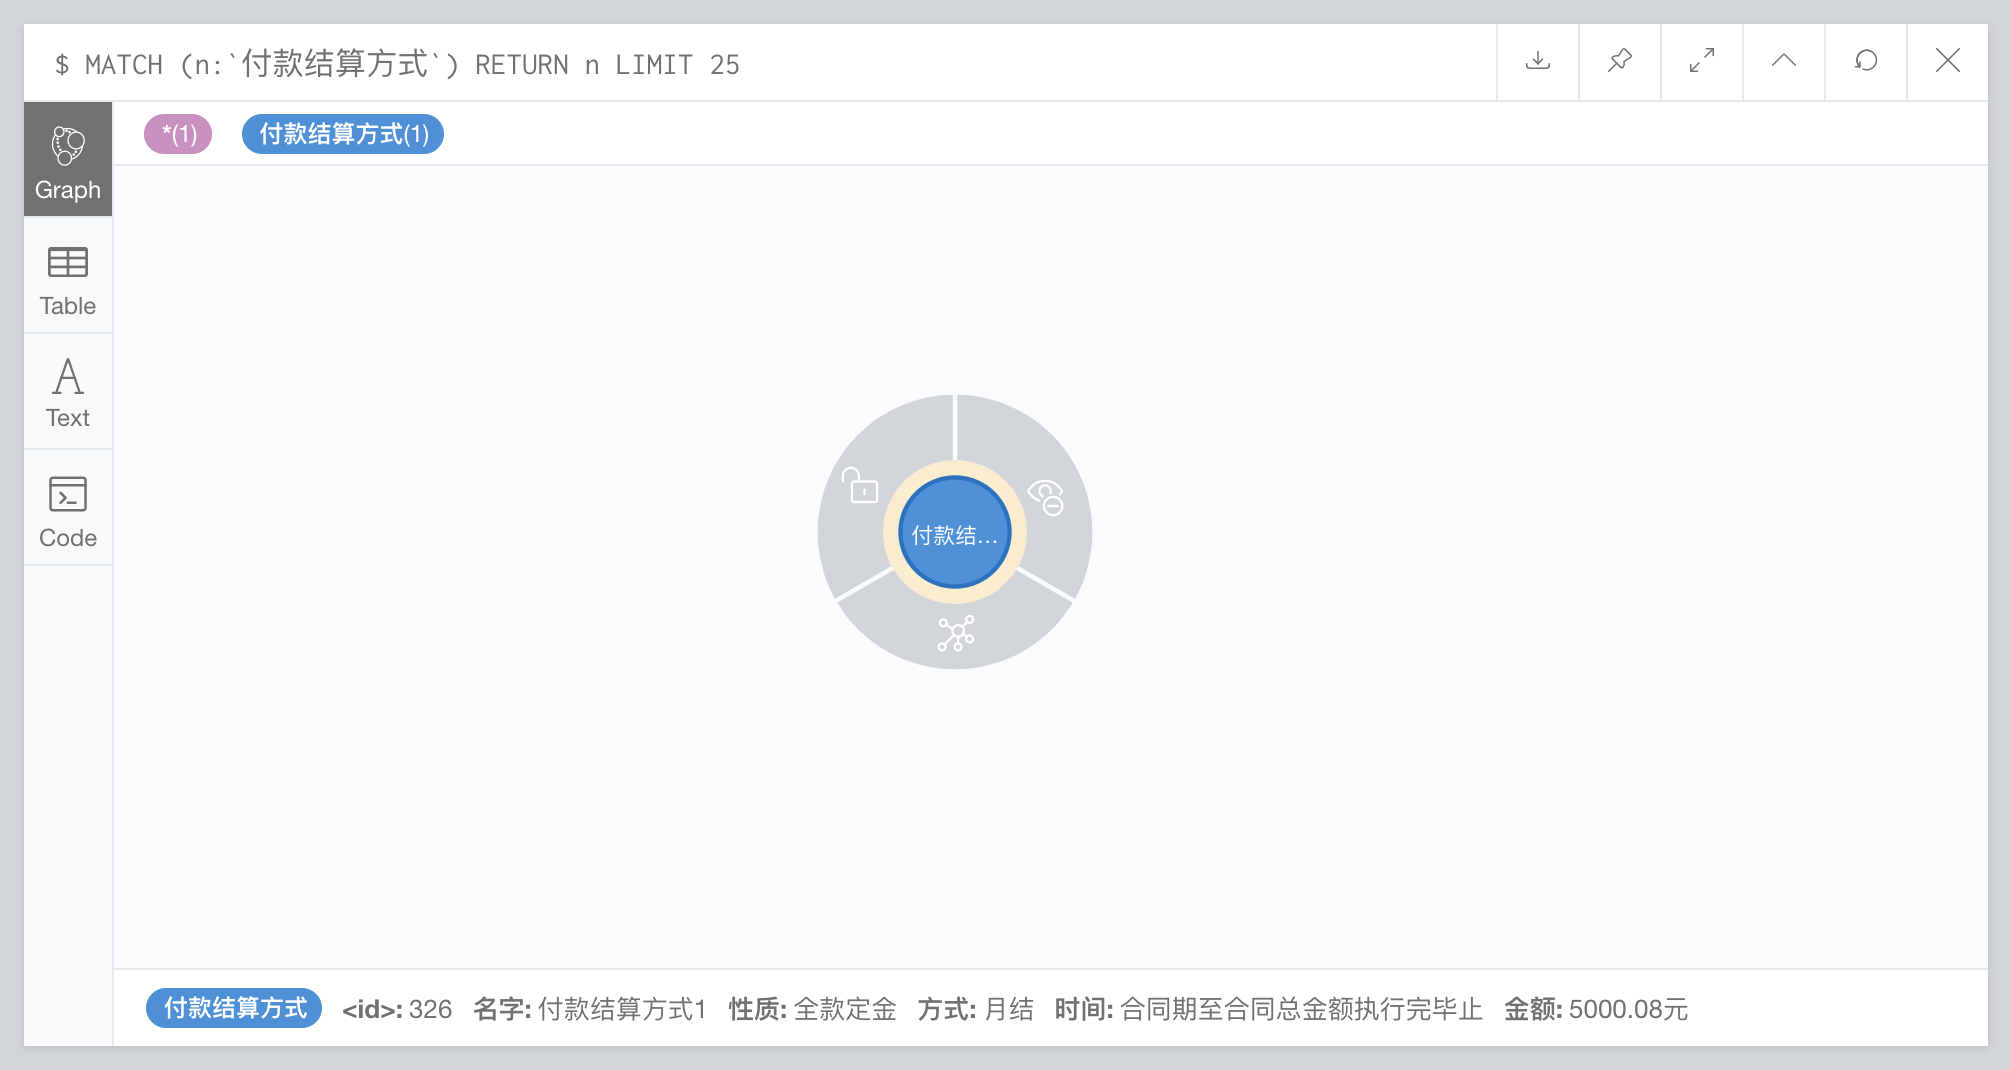 $ MATCH (n:`付款结算方式`) RETURN n LIMIT 25
*(1) 付款结算方式(1)
Graph
Table
Text
Code
付款结...
付款结算方式 <id>: 326 名字: 付款结算方式1 性质: 全款定金 方式: 月结 时间: 合同期至合同总金额执行完毕止 金额: 5000.08元